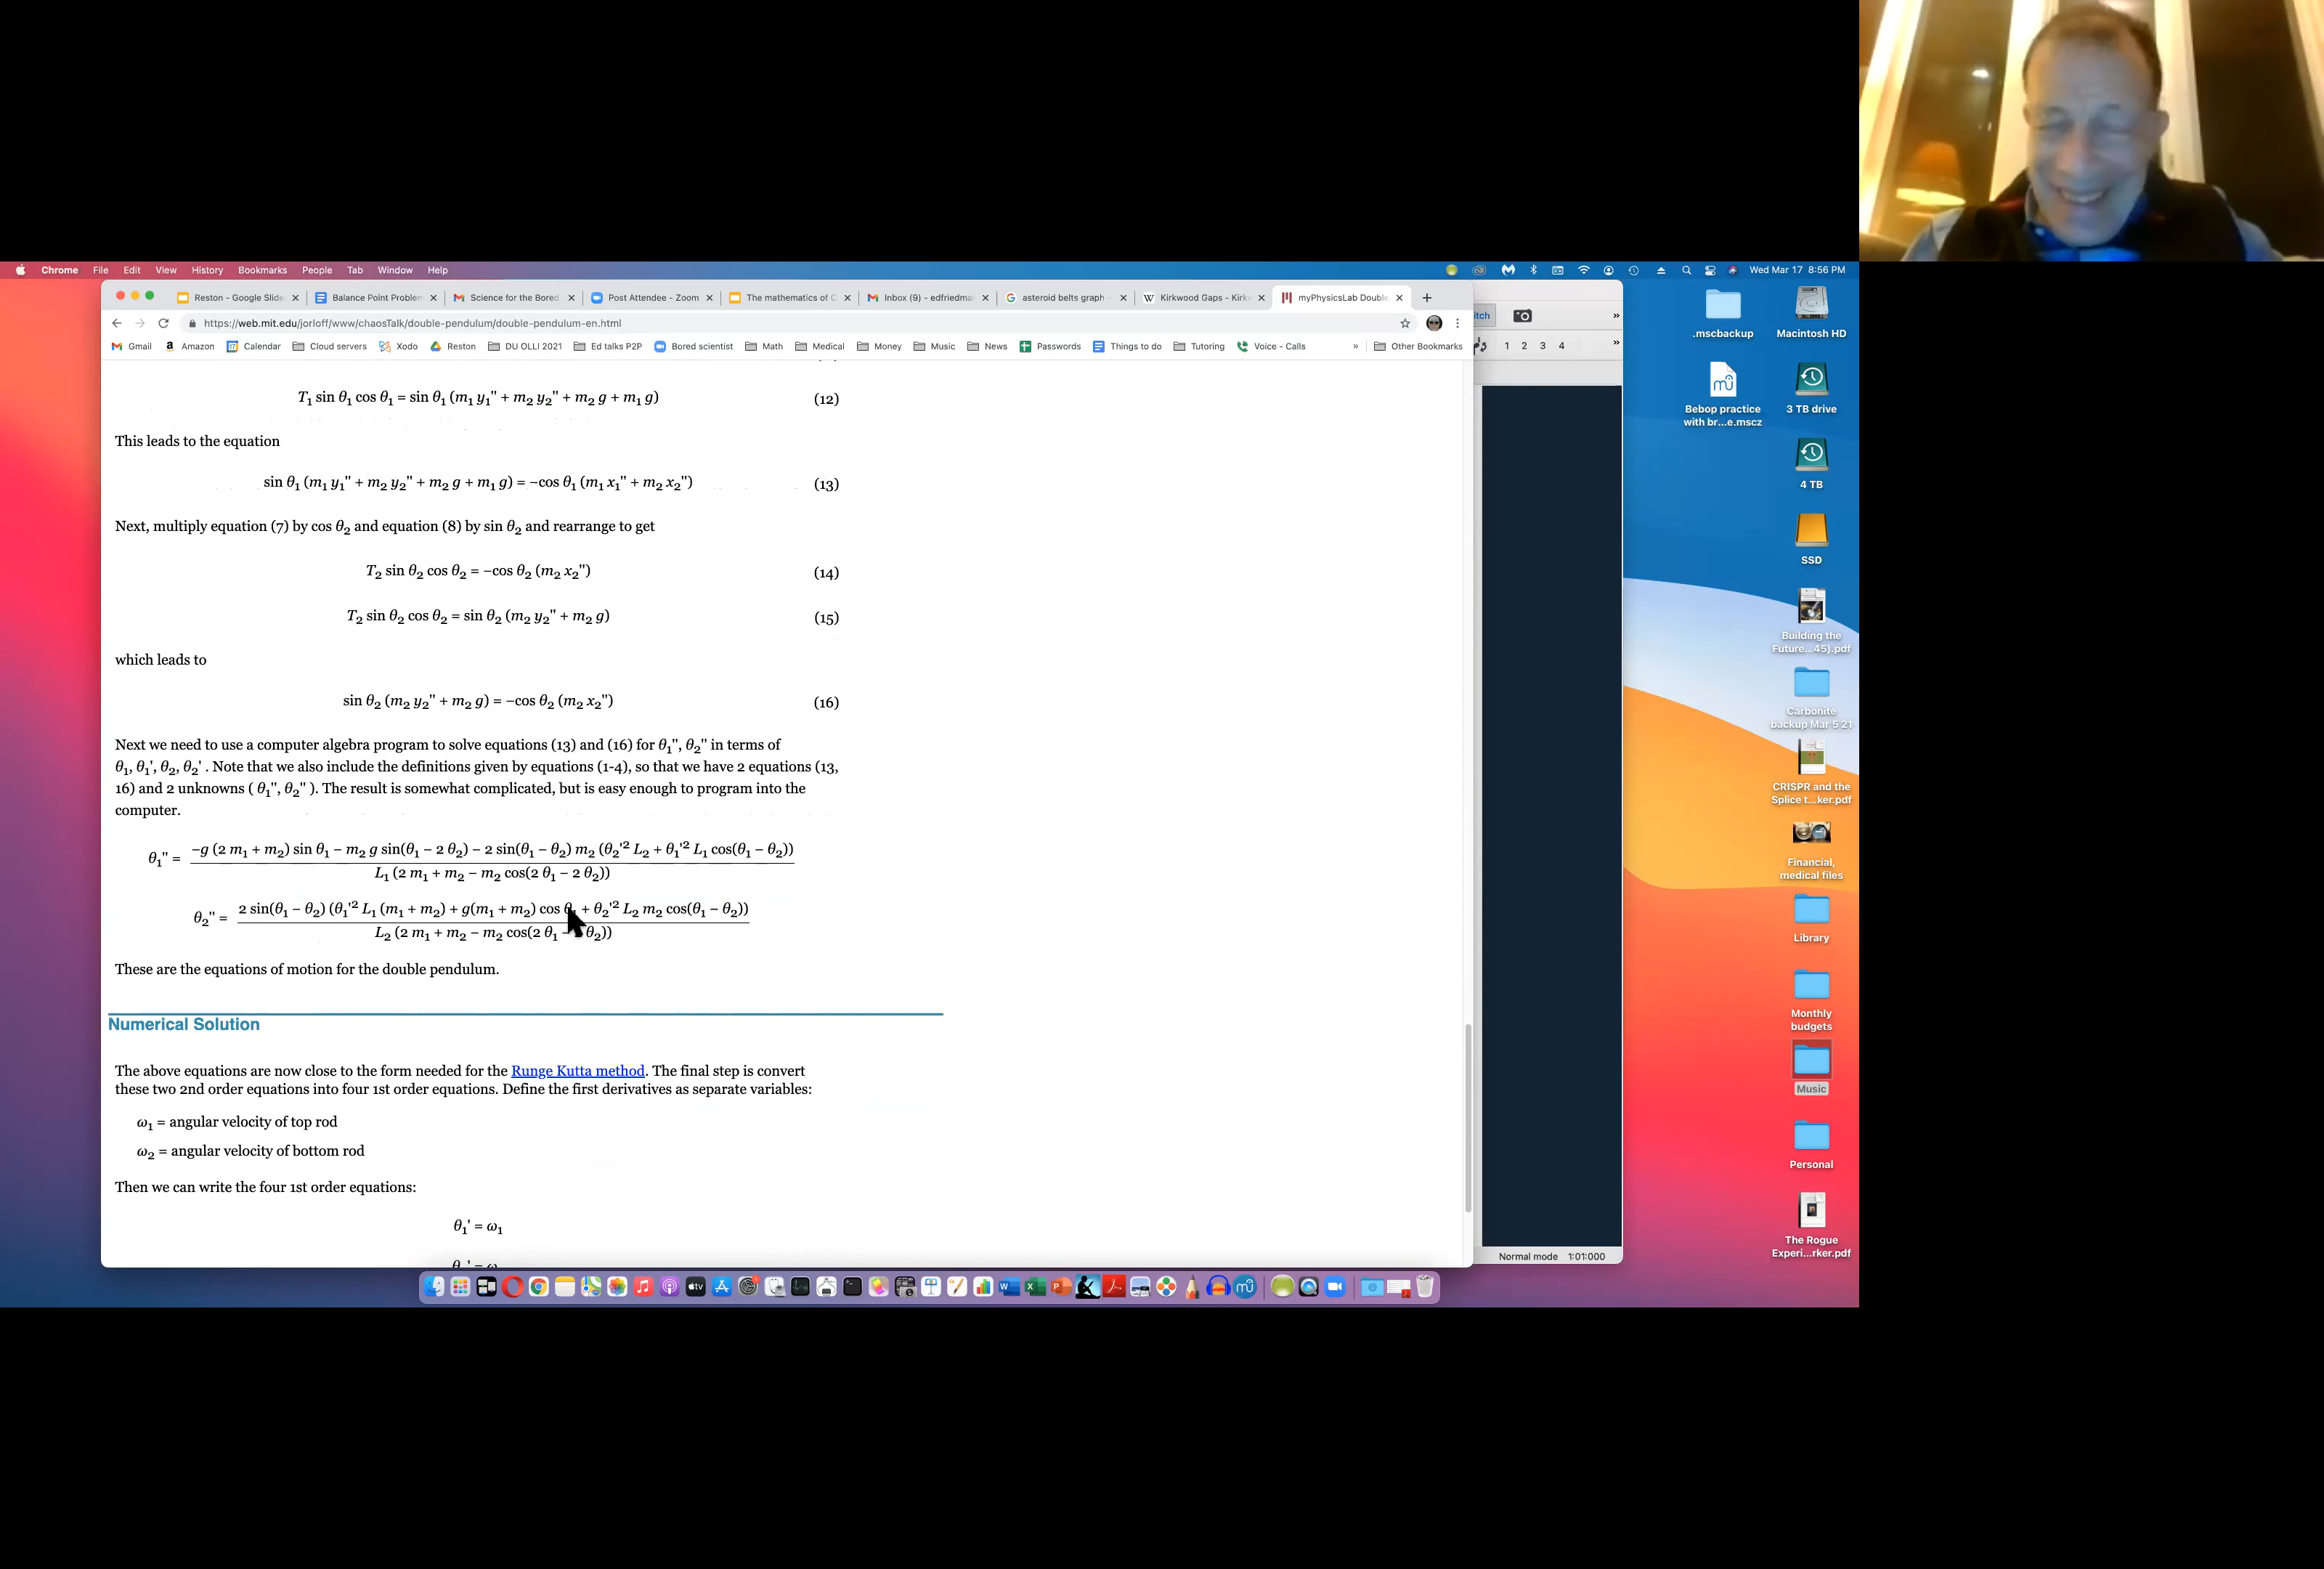 Chrome File Edit View History Bookmarks People Tab Window Help
Wed Mar 17 8:56 PM
Reston - Google Slide
Balance Point Problem
Science for the Bored
Post Attendee - Zoom
The mathematics of C
Inbox (9) - edfriedma
asteroid belts graph -
Kirkwood Gaps - Kirk
myPhysicsLab Double
https://web.mit.edu/jorloff/www/chaosTalk/double-pendulum/double-pendulum-en.html
Gmail Amazon Calendar Cloud servers Xodo Reston DU OLLI 2021 Ed talks P2P Bored scientist Math Medical Money Music News Passwords Things to do Tutoring Voice - Calls » Other Bookmarks
itch »
1 2 3 4 »
T₁ sin θ₁ cos θ₁ = sin θ₁ (m₁ y₁'' + m₂ y₂'' + m₂ g + m₁ g) (12)
This leads to the equation
sin θ₁ (m₁ y₁'' + m₂ y₂'' + m₂ g + m₁ g) = −cos θ₁ (m₁ x₁'' + m₂ x₂'') (13)
Next, multiply equation (7) by cos θ₂ and equation (8) by sin θ₂ and rearrange to get
T₂ sin θ₂ cos θ₂ = −cos θ₂ (m₂ x₂'') (14)
T₂ sin θ₂ cos θ₂ = sin θ₂ (m₂ y₂'' + m₂ g) (15)
which leads to
sin θ₂ (m₂ y₂'' + m₂ g) = −cos θ₂ (m₂ x₂'') (16)
Next we need to use a computer algebra program to solve equations (13) and (16) for θ₁'', θ₂'' in terms of
θ₁, θ₁', θ₂, θ₂' . Note that we also include the definitions given by equations (1-4), so that we have 2 equations (13,
16) and 2 unknowns ( θ₁'', θ₂'' ). The result is somewhat complicated, but is easy enough to program into the
computer.
θ₁'' = −g (2 m₁ + m₂) sin θ₁ − m₂ g sin(θ₁ − 2 θ₂) − 2 sin(θ₁ − θ₂) m₂ (θ₂'² L₂ + θ₁'² L₁ cos(θ₁ − θ₂))
L₁ (2 m₁ + m₂ − m₂ cos(2 θ₁ − 2 θ₂))
θ₂'' = 2 sin(θ₁ − θ₂) (θ₁'² L₁ (m₁ + m₂) + g(m₁ + m₂) cos θ₁ + θ₂'² L₂ m₂ cos(θ₁ − θ₂))
L₂ (2 m₁ + m₂ − m₂ cos(2 θ₁ − θ₂))
These are the equations of motion for the double pendulum.
Numerical Solution
The above equations are now close to the form needed for the Runge Kutta method. The final step is convert
these two 2nd order equations into four 1st order equations. Define the first derivatives as separate variables:
ω₁ = angular velocity of top rod
ω₂ = angular velocity of bottom rod
Then we can write the four 1st order equations:
θ₁' = ω₁
Normal mode 1:01:000
.mscbackup
Macintosh HD
Bebop practice
with br...e.mscz
3 TB drive
4 TB
SSD
Building the
Future...45).pdf
Carbonite
backup Mar 5 21
CRISPR and the
Splice t...ker.pdf
Financial,
medical files
Library
Monthly
budgets
Music
Personal
The Rogue
Experi...rker.pdf